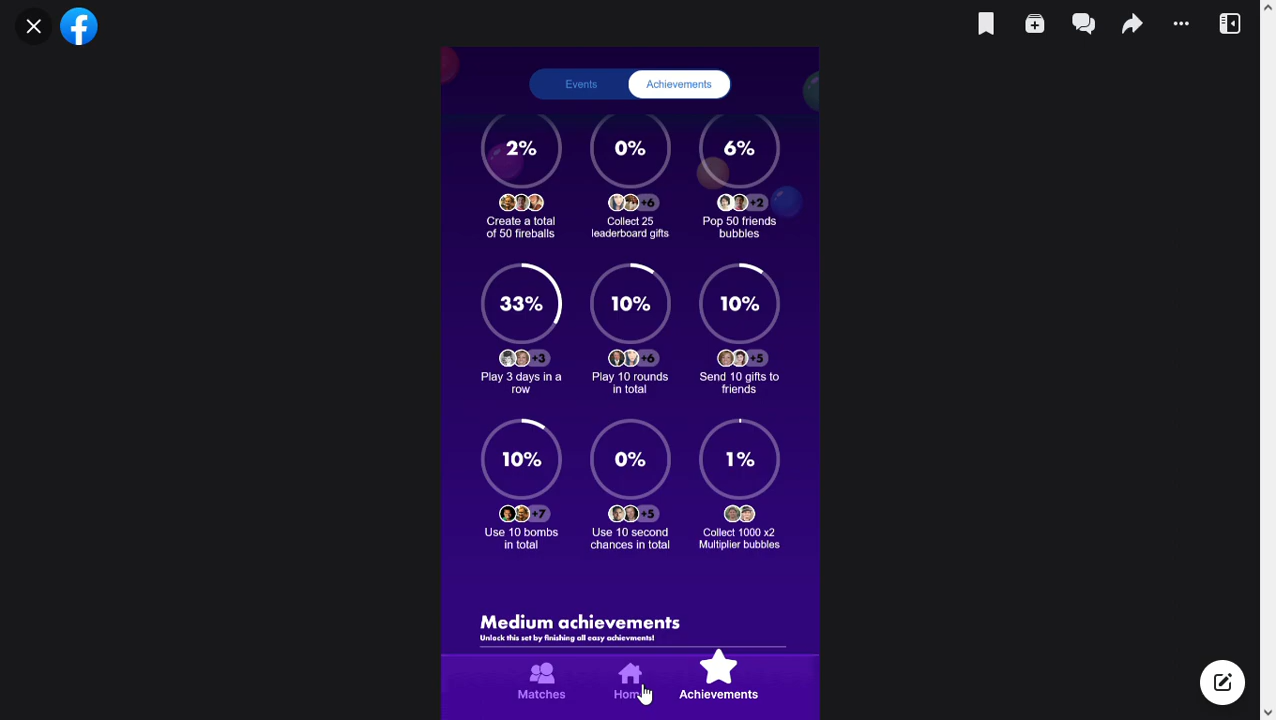 Events
Achievements
2%
0%
6%
+6
+2
Create a total
of 50 fireballs
Collect 25
leaderboard gifts
Pop 50 friends
bubbles
33%
10%
10%
+3
+6
+5
Play 3 days in a
row
Play 10 rounds
in total
Send 10 gifts to
friends
10%
0%
1%
+7
+5
Use 10 bombs
in total
Use 10 second
chances in total
Collect 1000 x2
Multiplier bubbles
Medium achievements
Unlock this set by finishing all easy achievments!
Matches
Home
Achievements